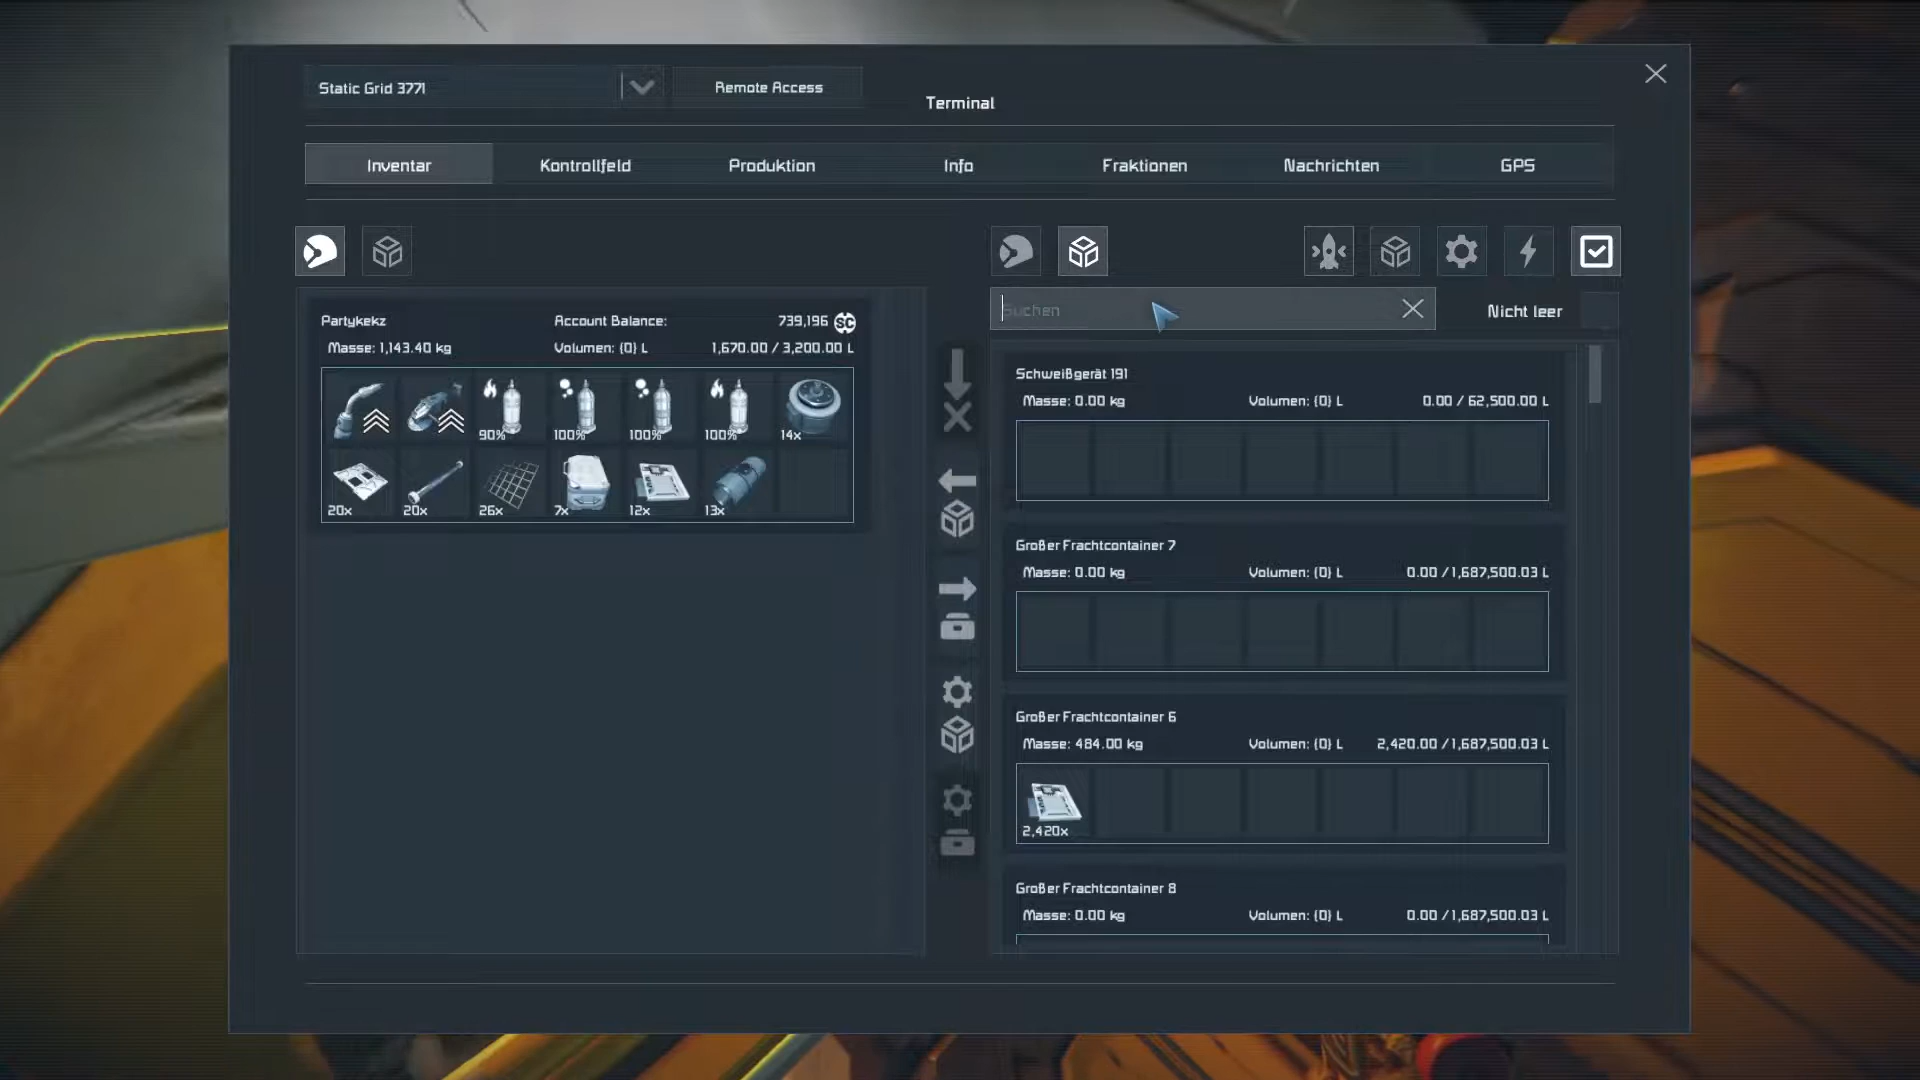 Static Grid 3771
Remote Access
Terminal
Inventar
Kontrollfeld
Produktion
Info
Fraktionen
Nachrichten
GPS
Partykekz
Account Balance:
739,196 SC
Masse: 1,143.40 kg
Volumen: {0} L
1,670.00 / 3,200.00 L
90%
100%
100%
100%
14x
20x
20x
26x
7x
12x
13x
Suchen
Nicht leer
Schweißgerät 191
Masse: 0.00 kg
Volumen: {0} L
0.00 / 62,500.00 L
Großer Frachtcontainer 7
Masse: 0.00 kg
Volumen: {0} L
0.00 / 1,687,500.03 L
Großer Frachtcontainer 6
Masse: 484.00 kg
Volumen: {0} L
2,420.00 / 1,687,500.03 L
2,420x
Großer Frachtcontainer 8
Masse: 0.00 kg
Volumen: {0} L
0.00 / 1,687,500.03 L